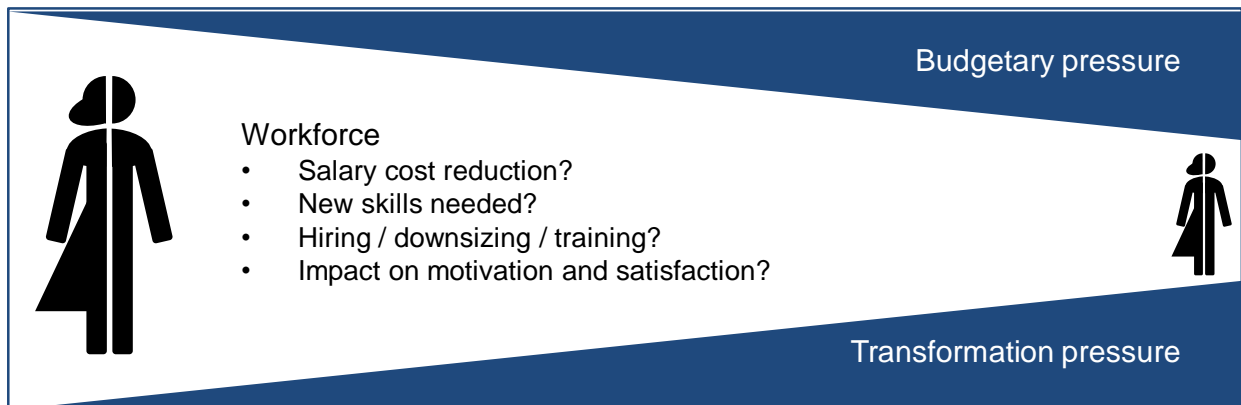 Budgetary pressure
Workforce
• Salary cost reduction?
• New skills needed?
• Hiring / downsizing / training?
• Impact on motivation and satisfaction?
Transformation pressure